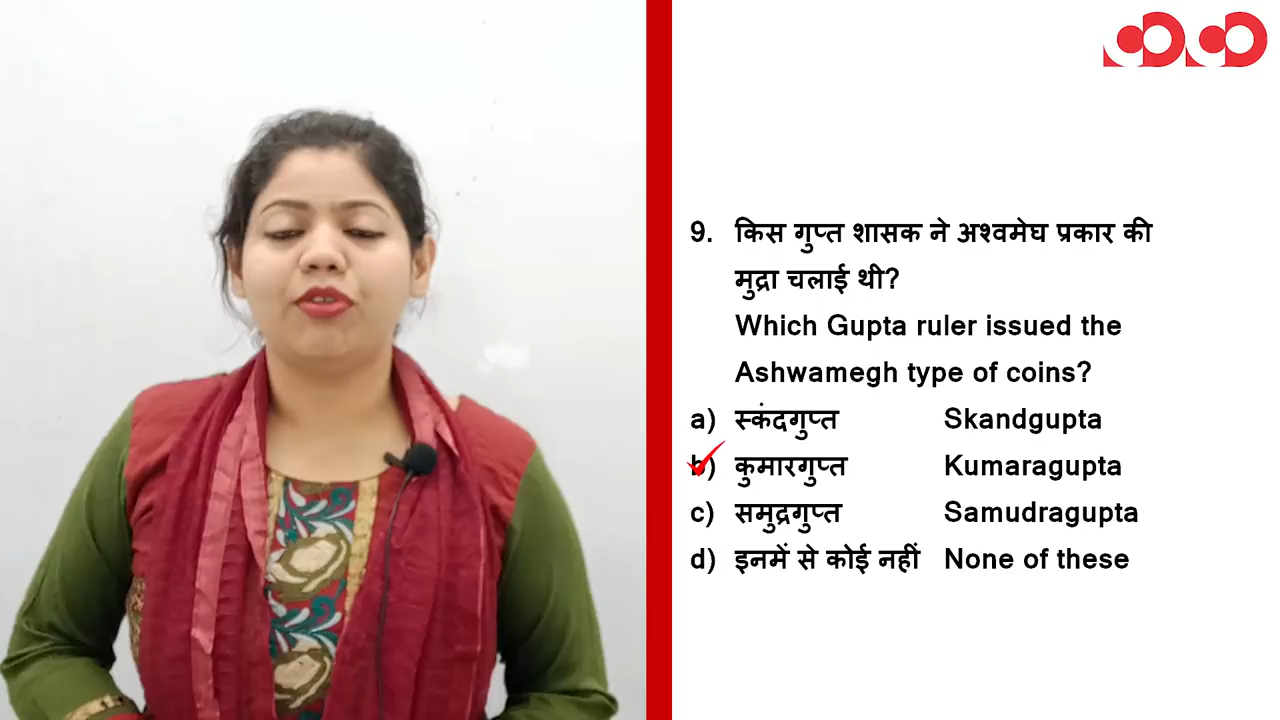 9. किस गुप्त शासक ने अश्वमेघ प्रकार की
मुद्रा चलाई थी?
Which Gupta ruler issued the
Ashwamegh type of coins?
a) स्कंदगुप्त Skandgupta
b) कुमारगुप्त Kumaragupta
c) समुद्रगुप्त Samudragupta
d) इनमें से कोई नहीं None of these